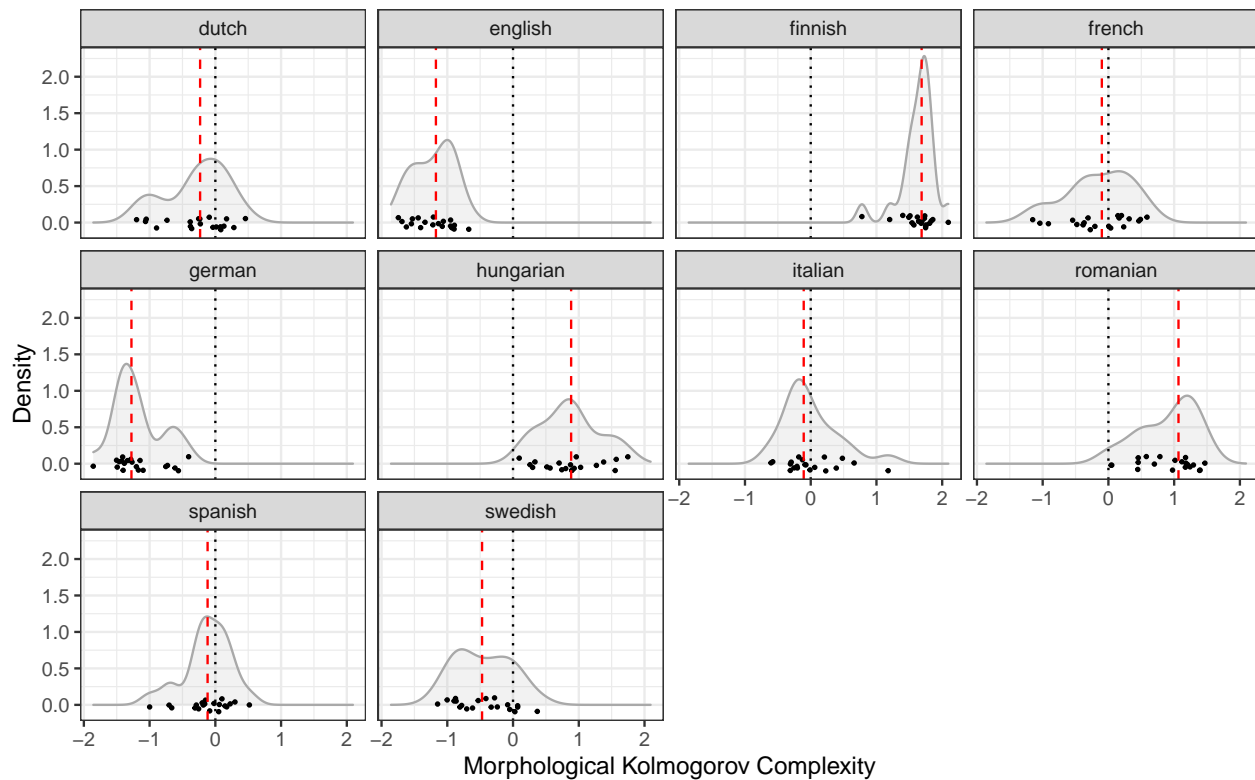 dutch english finnish french
2.0
1.5
1.0
0.5
0.0
german hungarian italian romanian
2.0
1.5
1.0
0.5
0.0
−2 −1 0 1 2 −2 −1 0 1 2
spanish swedish
2.0
1.5
1.0
0.5
0.0
−2 −1 0 1 2 −2 −1 0 1 2
Density
Morphological Kolmogorov Complexity